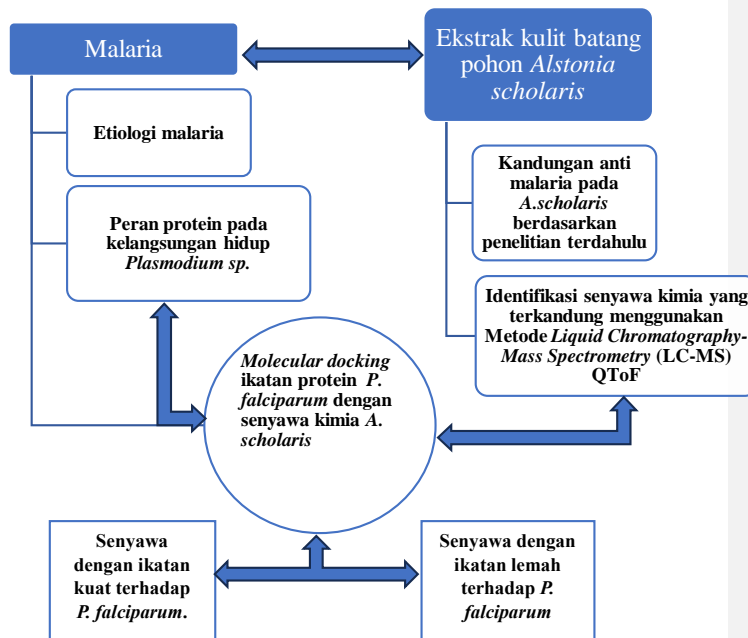 Malaria
Ekstrak kulit batang
pohon Alstonia
scholaris
Etiologi malaria
Peran protein pada
kelangsungan hidup
Plasmodium sp.
Kandungan anti
malaria pada
A.scholaris
berdasarkan
penelitian terdahulu
Identifikasi senyawa kimia yang
terkandung menggunakan
Metode Liquid Chromatography-
Mass Spectrometry (LC-MS)
QToF
Molecular docking
ikatan protein P.
falciparum dengan
senyawa kimia A.
scholaris
Senyawa
dengan ikatan
kuat terhadap
P. falciparum.
Senyawa dengan
ikatan lemah
terhadap P.
falciparum